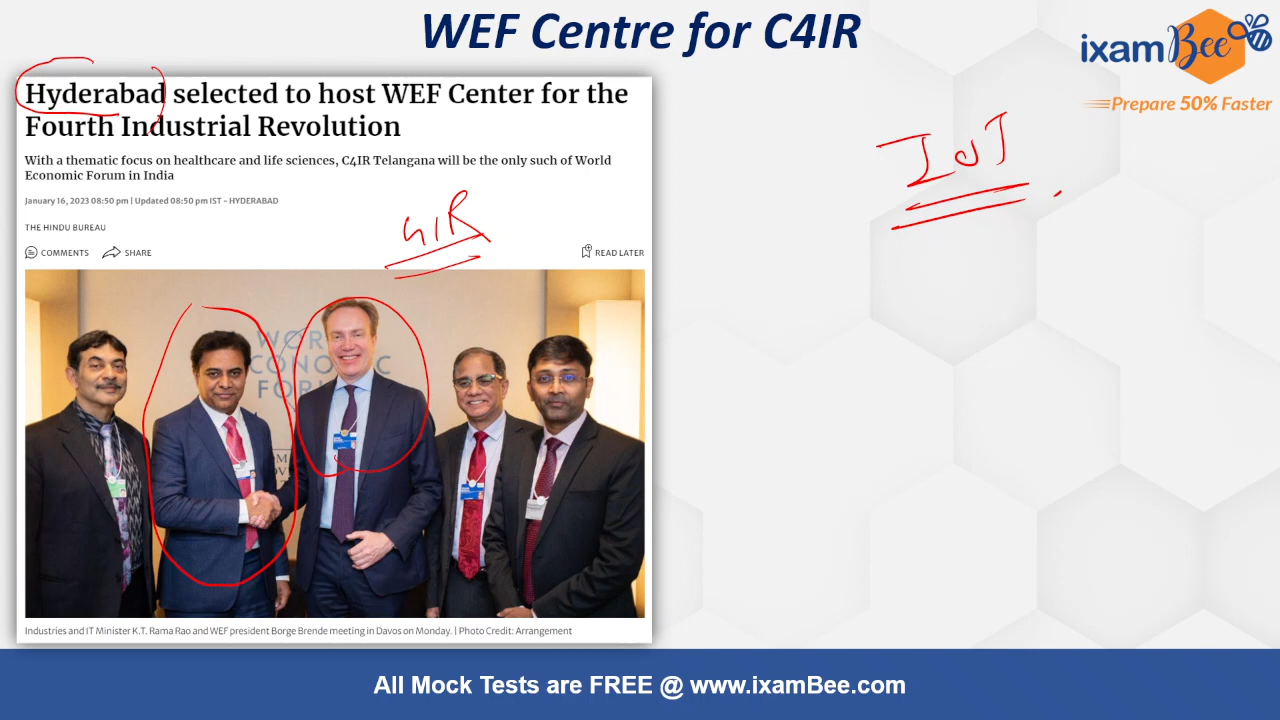 WEF Centre for C4IR
ixamBee
Prepare 50% Faster
Hyderabad selected to host WEF Center for the
Fourth Industrial Revolution
With a thematic focus on healthcare and life sciences, C4IR Telangana will be the only such of World
Economic Forum in India
January 16, 2023 08:50 pm | Updated 08:50 pm IST - HYDERABAD
THE HINDU BUREAU
COMMENTS SHARE READ LATER
4IR
IoT
WOR
CONOMIC
FORU
Industries and IT Minister K.T. Rama Rao and WEF president Borge Brende meeting in Davos on Monday. | Photo Credit: Arrangement
All Mock Tests are FREE @ www.ixamBee.com